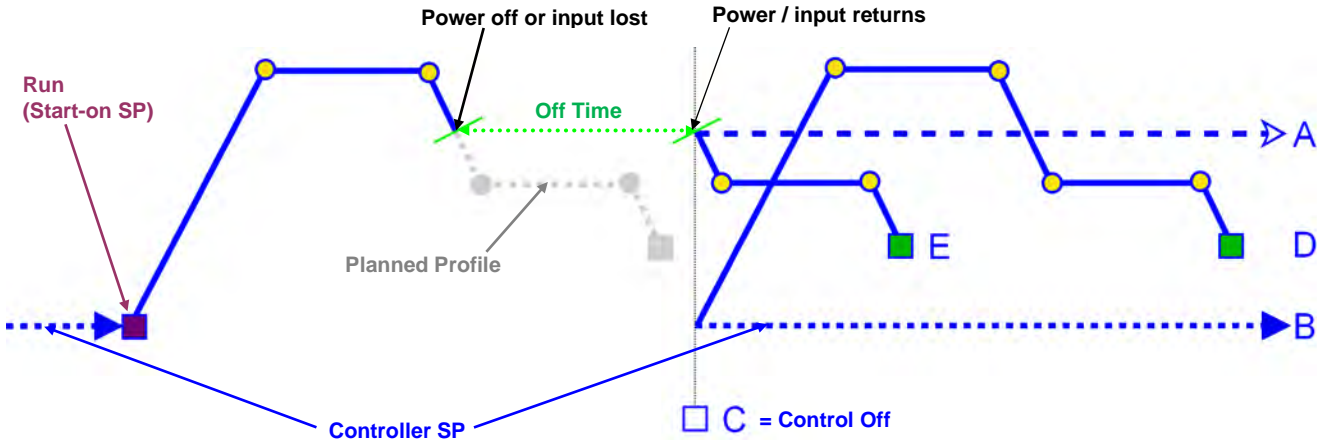 Power off or input lost
Power / input returns
Run
(Start-on SP)
Off Time
A
Planned Profile
E
D
B
C = Control Off
Controller SP